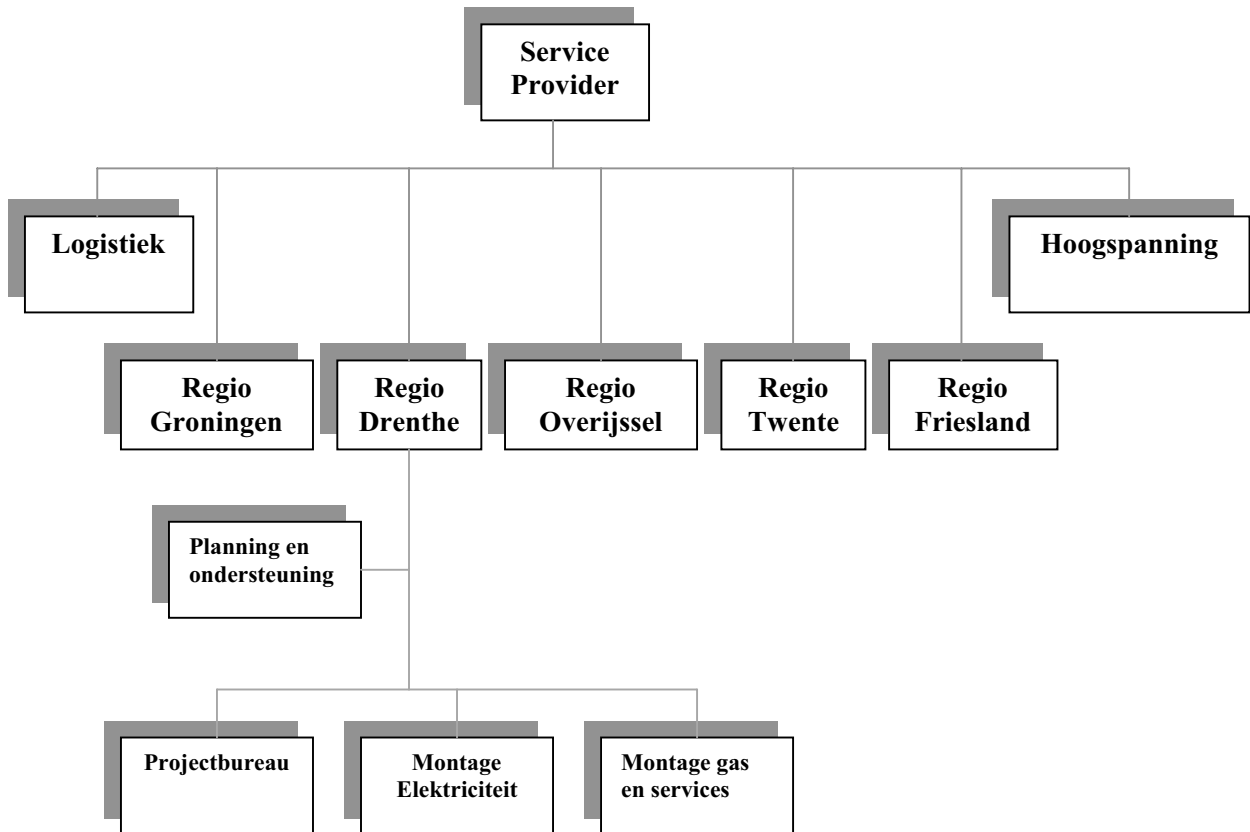 Service
Provider
Logistiek
Hoogspanning
Regio
Groningen
Regio
Drenthe
Regio
Overijssel
Regio
Twente
Regio
Friesland
Planning en
ondersteuning
Projectbureau
Montage
Elektriciteit
Montage gas
en services